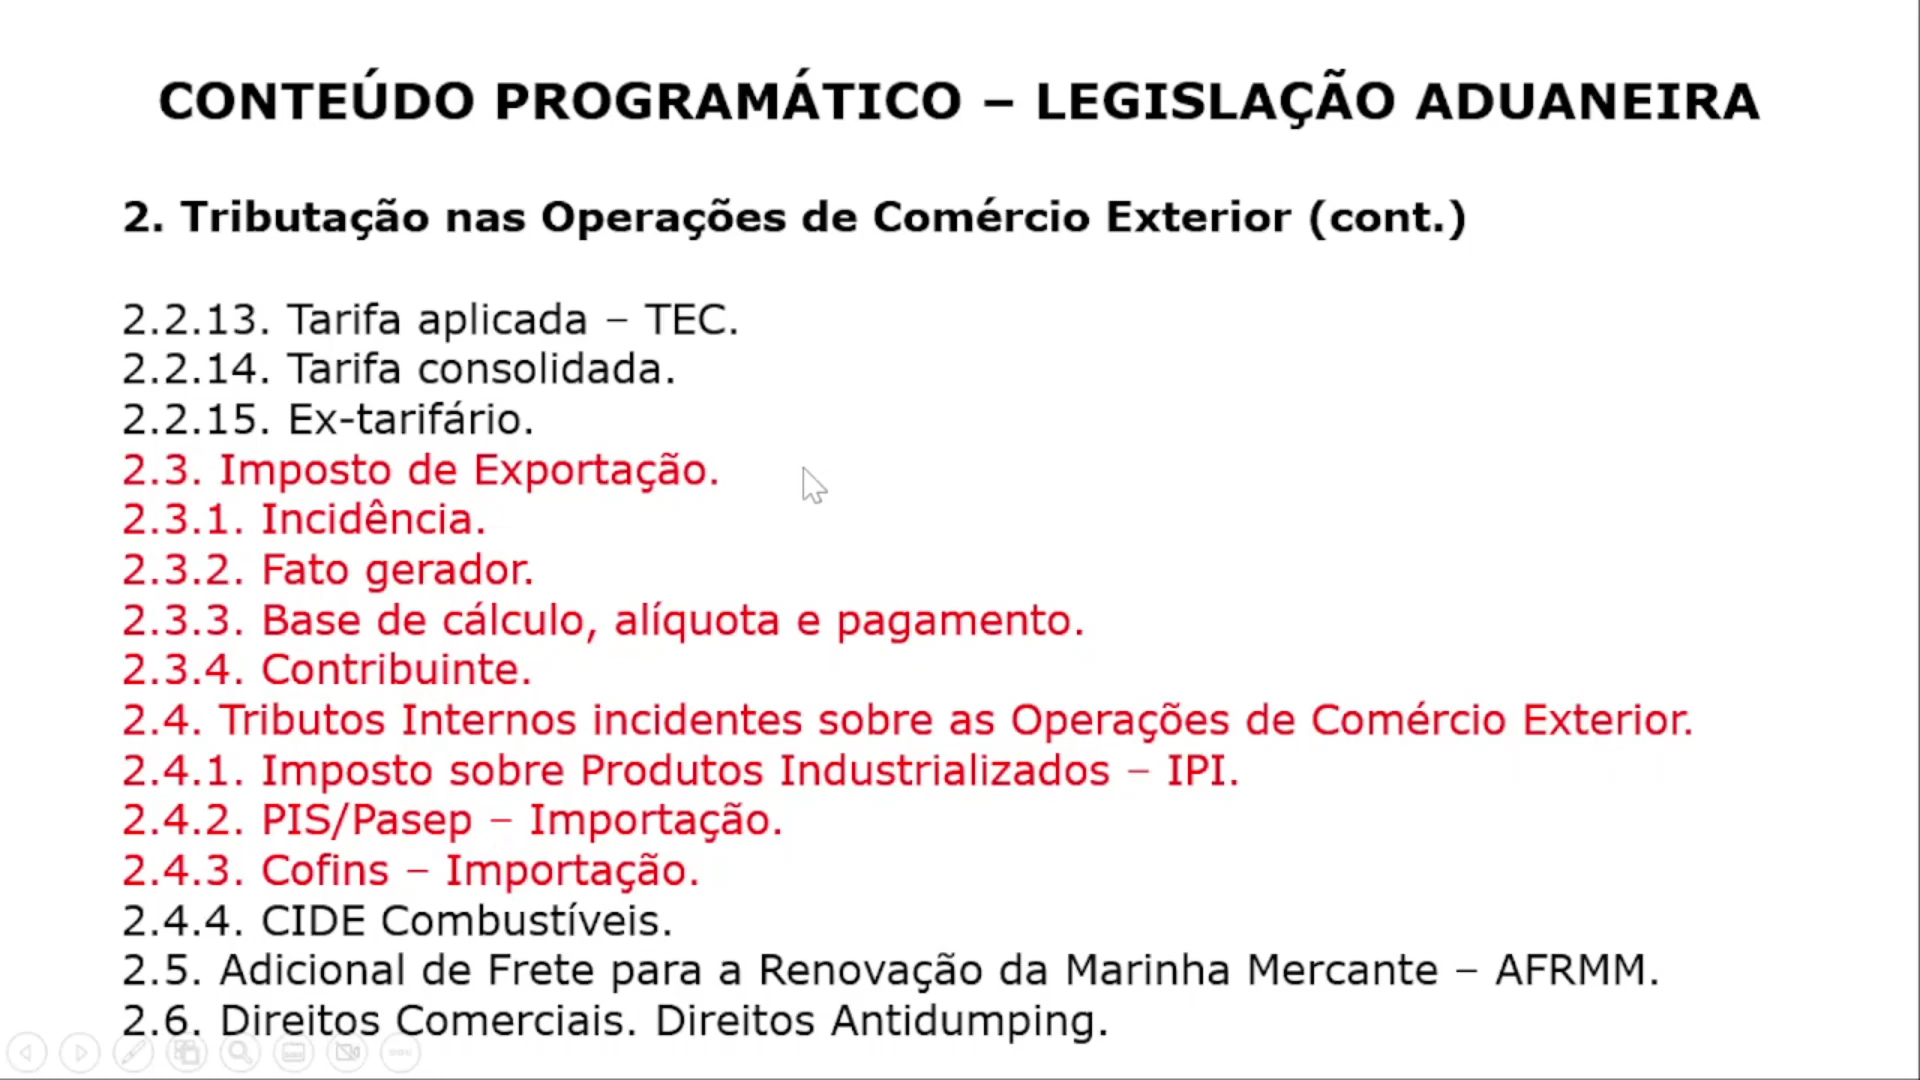 CONTEÚDO PROGRAMÁTICO – LEGISLAÇÃO ADUANEIRA
2. Tributação nas Operações de Comércio Exterior (cont.)
2.2.13. Tarifa aplicada – TEC.
2.2.14. Tarifa consolidada.
2.2.15. Ex-tarifário.
2.3. Imposto de Exportação.
2.3.1. Incidência.
2.3.2. Fato gerador.
2.3.3. Base de cálculo, alíquota e pagamento.
2.3.4. Contribuinte.
2.4. Tributos Internos incidentes sobre as Operações de Comércio Exterior.
2.4.1. Imposto sobre Produtos Industrializados – IPI.
2.4.2. PIS/Pasep – Importação.
2.4.3. Cofins – Importação.
2.4.4. CIDE Combustíveis.
2.5. Adicional de Frete para a Renovação da Marinha Mercante – AFRMM.
2.6. Direitos Comerciais. Direitos Antidumping.